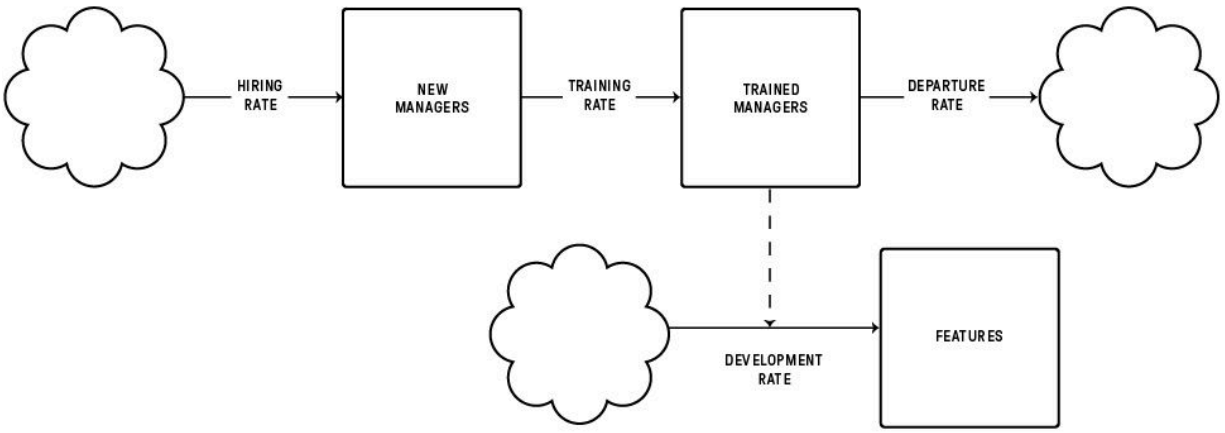 HIRING
RATE
NEW
MANAGERS
TRAINING
RATE
TRAINED
MANAGERS
DEPARTURE
RATE
DEVELOPMENT
RATE
FEATURES